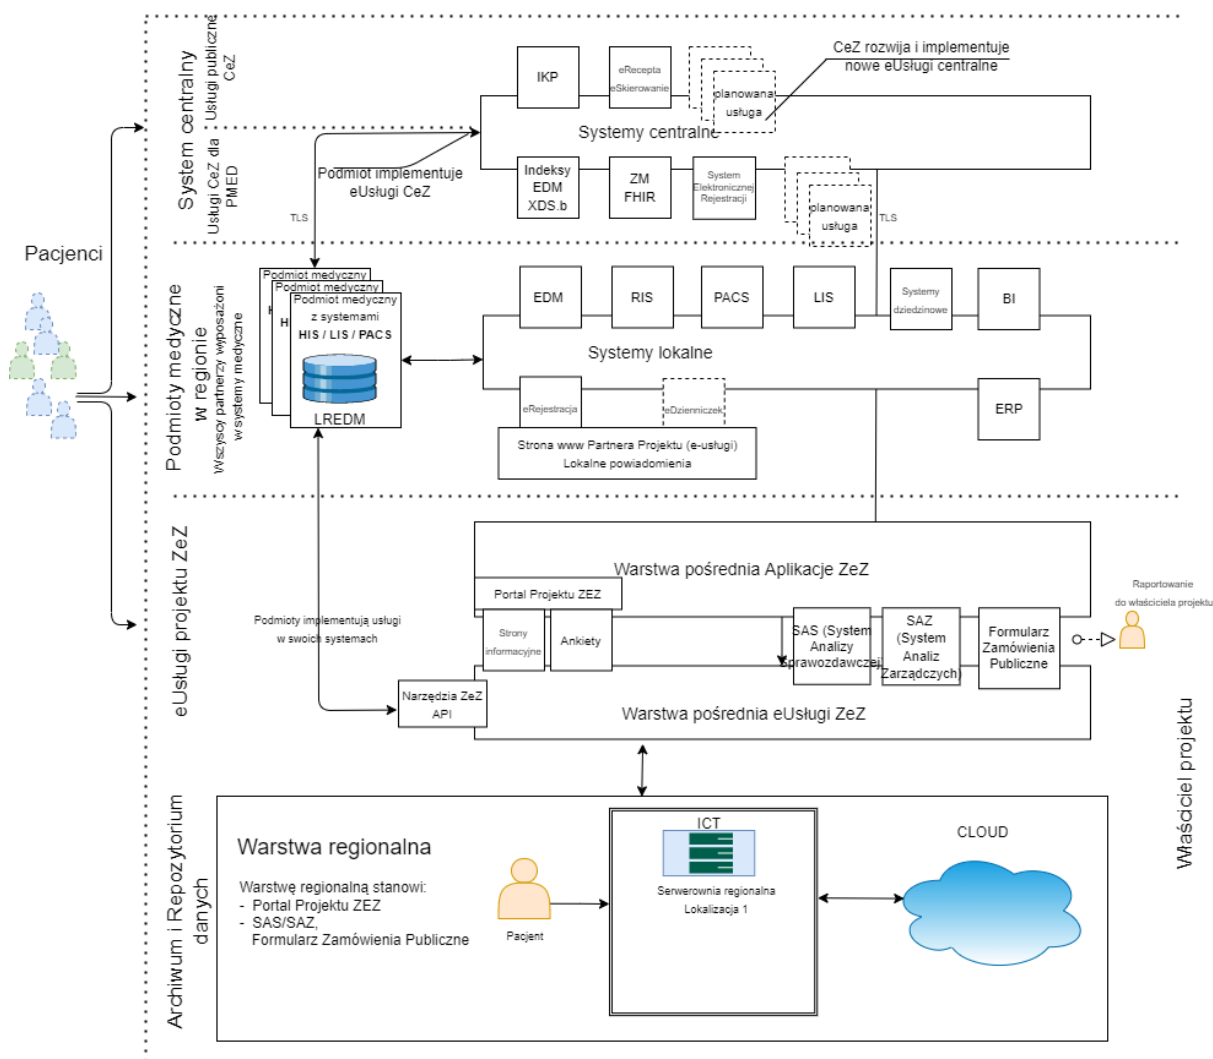 System centralny
Usługi publiczne
CeZ
Usługi CeZ dla
PMED
IKP
eRecepta
eSkierowanie
planowana
usługa
CeZ rozwija i implementuje
nowe eUsługi centralne
Systemy centralne
Podmiot implementuje
eUsługi CeZ
Indeksy
EDM
XDS.b
ZM
FHIR
System
Elektronicznej
Rejestracji
planowana
usługa
TLS
TLS
Pacjenci
Podmioty medyczne
w regionie
Wszyscy partnerzy wyposażoni
w systemy medyczne
Podmiot medyczny
Podmiot medyczny
Podmiot medyczny
z systemami
H
H
HIS / LIS / PACS
LREDM
EDM
RIS
PACS
LIS
Systemy
dziedzinowe
BI
Systemy lokalne
eRejestracja
eDzienniczek
ERP
Strona www Partnera Projektu (e-usługi)
Lokalne powiadomienia
eUsługi projektu ZeZ
Warstwa pośrednia Aplikacje ZeZ
Portal Projektu ZEZ
Strony
informacyjne
Ankiety
SAS (System
Analizy
Sprawozdawczej)
SAZ
(System
Analiz
Zarządczych)
Formularz
Zamówienia
Publiczne
Raportowanie
do właściciela projektu
Podmioty implementują usługi
w swoich systemach
Narzędzia ZeZ
API
Warstwa pośrednia eUsługi ZeZ
Właściciel projektu
Archiwum i Repozytorium
danych
Warstwa regionalna
Warstwę regionalną stanowi:
- Portal Projektu ZEZ
- SAS/SAZ,
Formularz Zamówienia Publiczne
Pacjent
ICT
Serwerownia regionalna
Lokalizacja 1
CLOUD